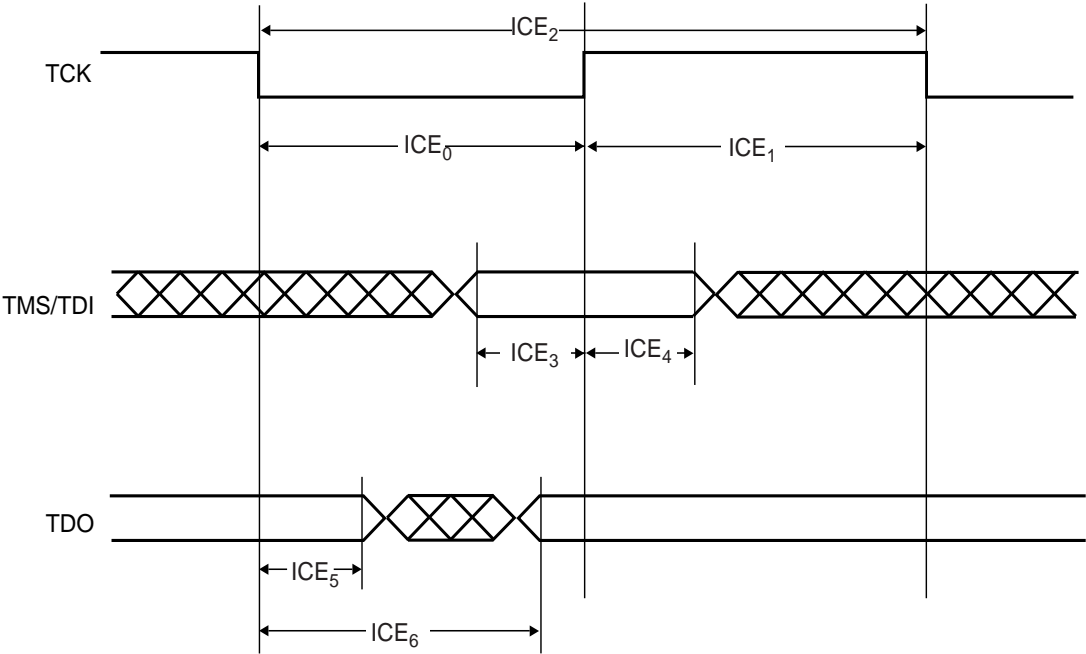 ICE₂
TCK
ICE₀
ICE₁
TMS/TDI
ICE₃
ICE₄
TDO
ICE₅
ICE₆